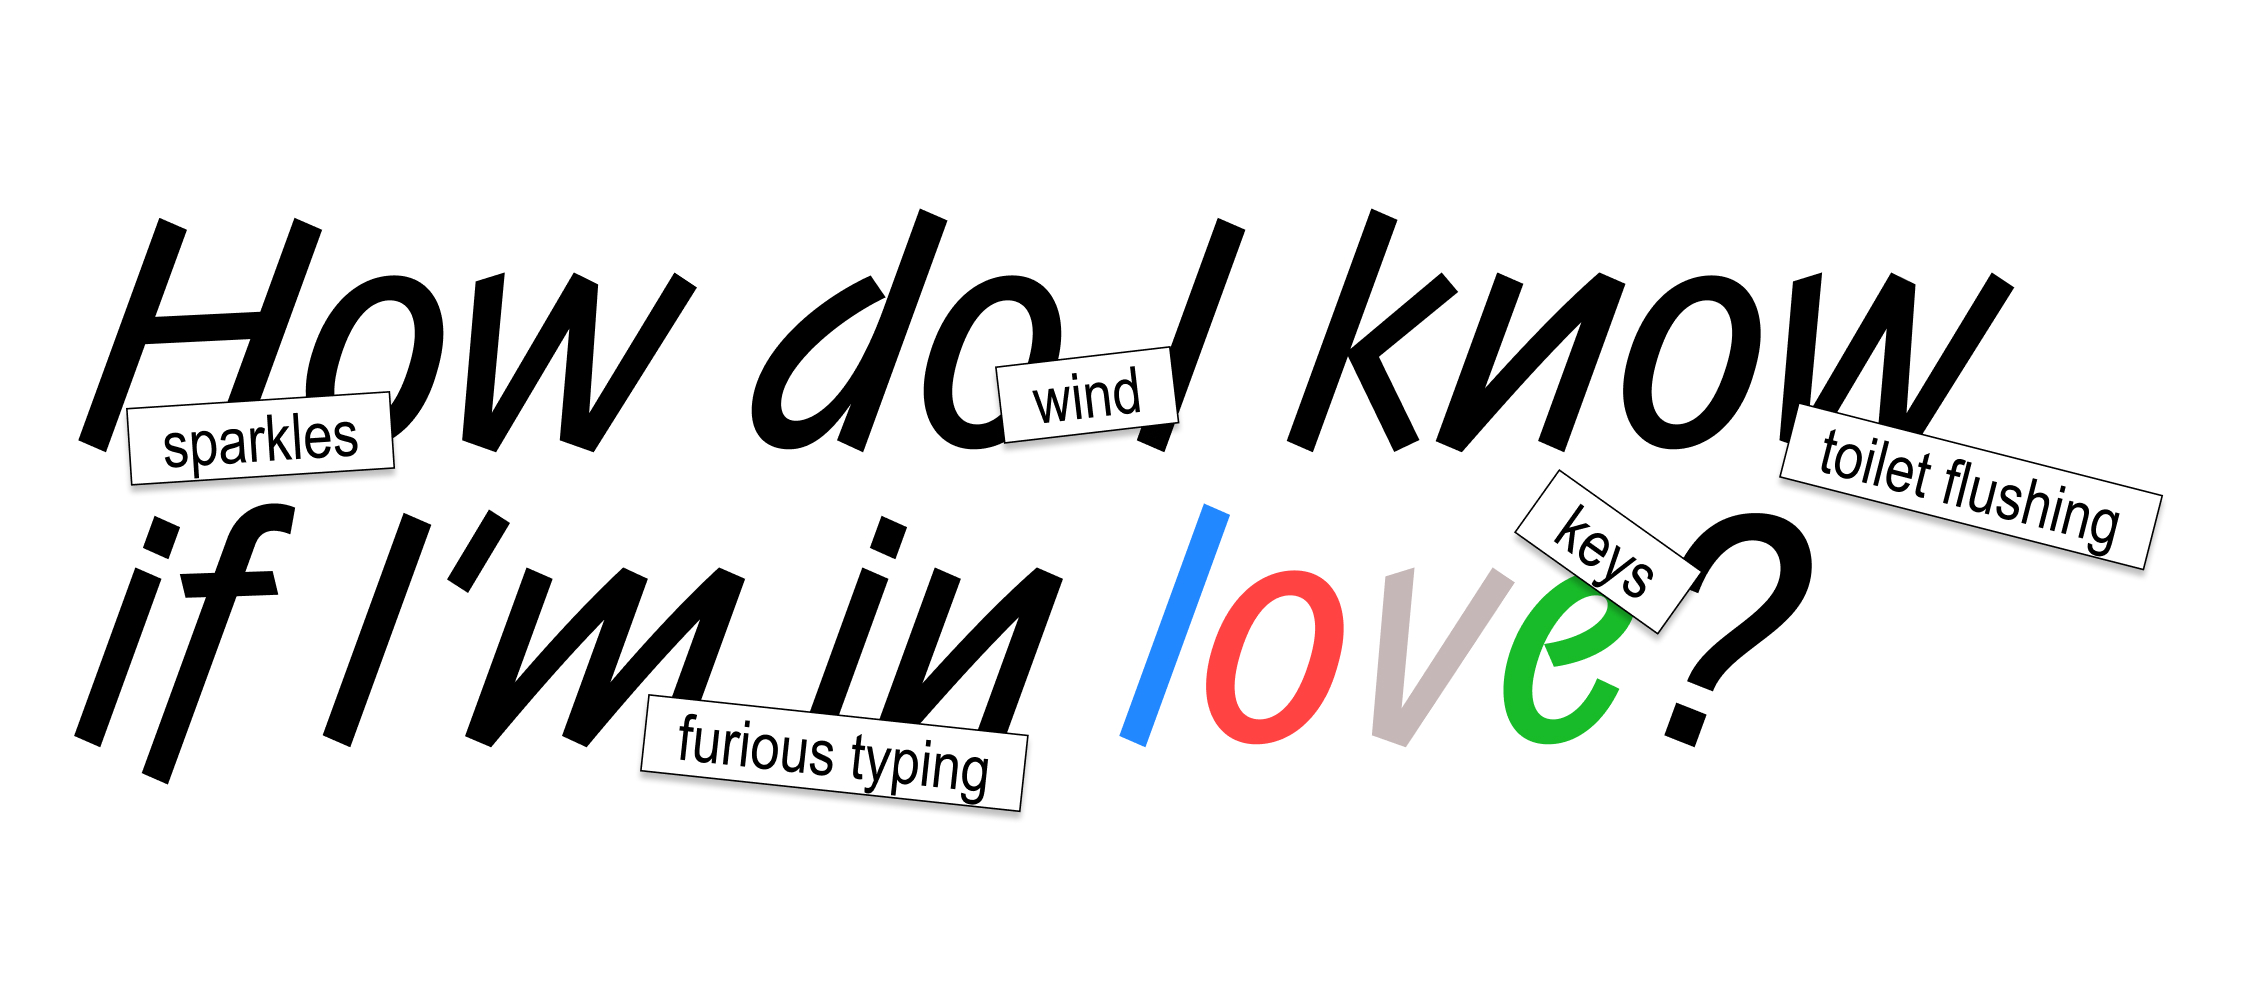 How do I know
sparkles
wind
toilet flushing
if I'm in love?
keys
furious typing